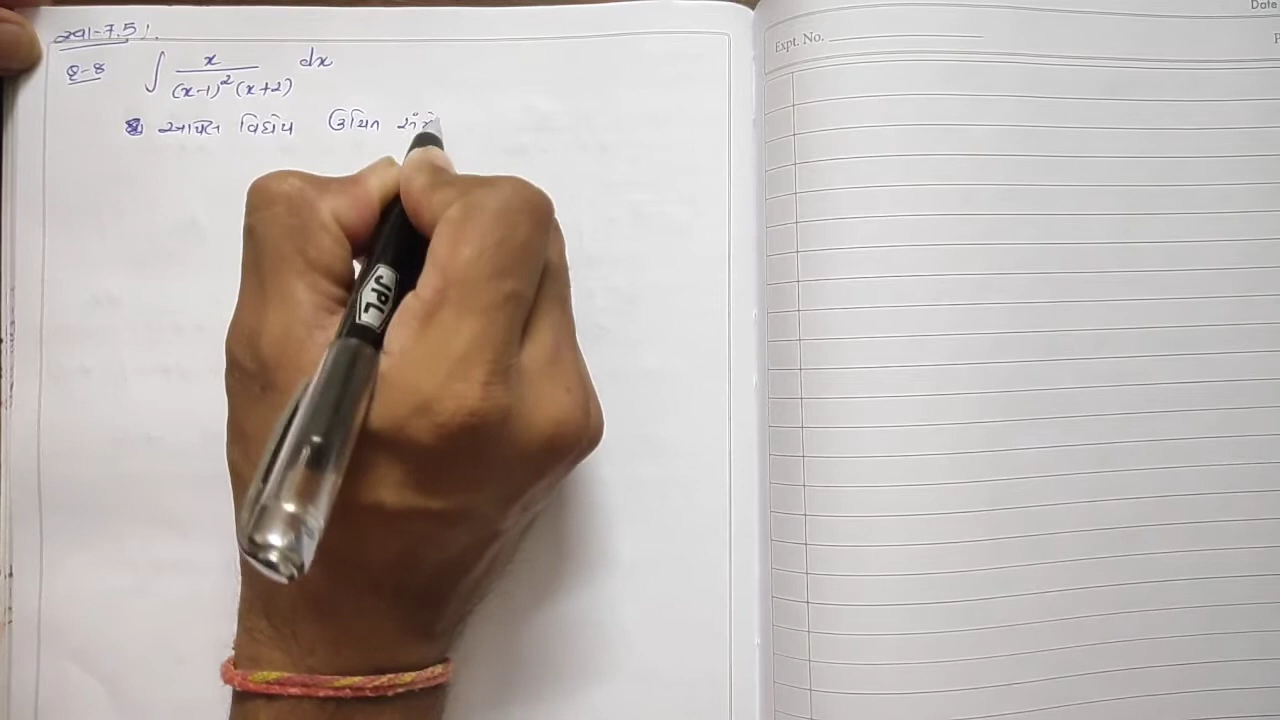 સ્વા-7.5!.
Q-8 ∫ x/((x-1)²(x+2)) dx
આપેલ વિધેય ઉચિત
JPL
Expt. No.
Date